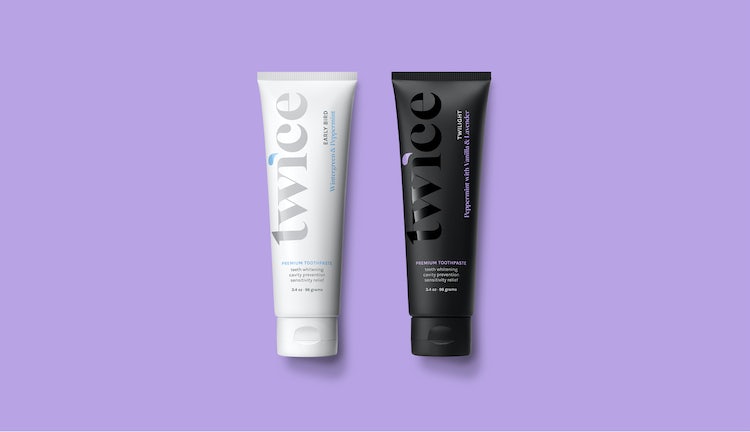 twice
EARLY BIRD
Wintergreen & Peppermint
PREMIUM TOOTHPASTE
teeth whitening
cavity prevention
sensitivity relief
3.4 oz · 96 grams
twice
TWILIGHT
Peppermint with Vanilla & Lavender
PREMIUM TOOTHPASTE
teeth whitening
cavity prevention
sensitivity relief
3.4 oz · 96 grams